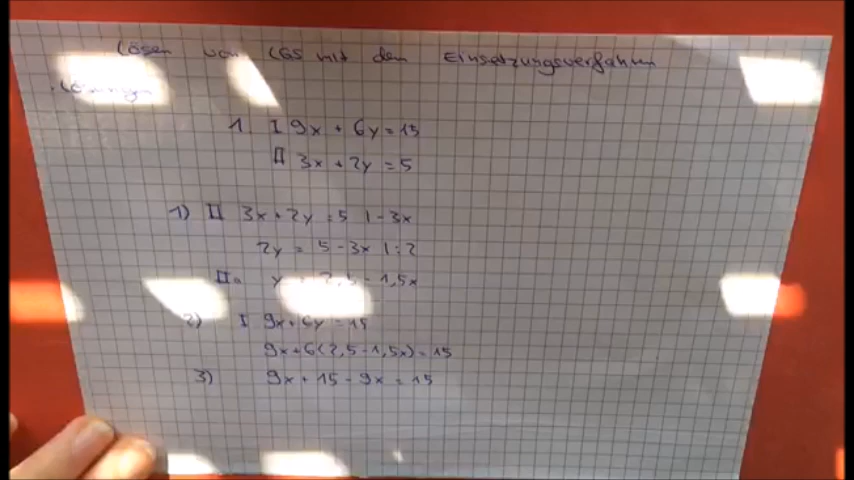 Lösen von LGS mit dem Einsetzungsverfahren
Lösungen
1. I 9x + 6y = 15
II 3x + 2y = 5
1) II 3x + 2y = 5 | - 3x
2y = 5 - 3x | : 2
IIa y = 2,5 - 1,5x
2) I 9x + 6y = 15
9x + 6(2,5 - 1,5x) = 15
3) 9x + 15 - 9x = 15